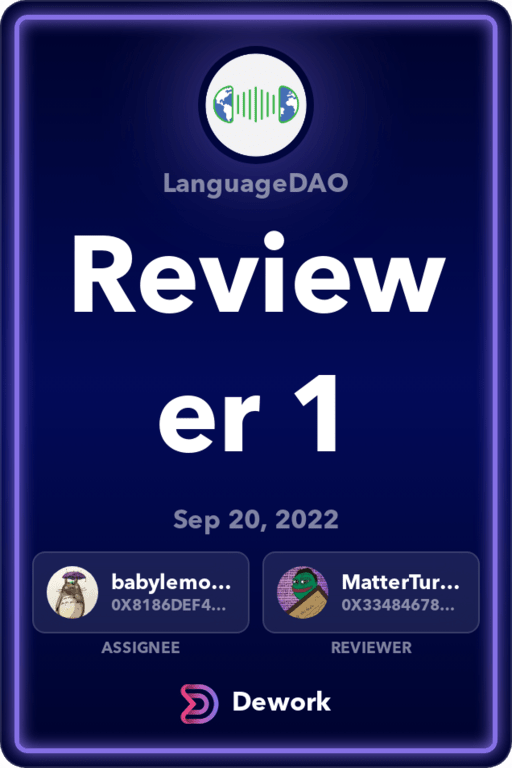 LanguageDAO
Review
er 1
Sep 20, 2022
babylemo... MatterTur...
0X8186DEF4... 0X33484678...
ASSIGNEE REVIEWER
Dework